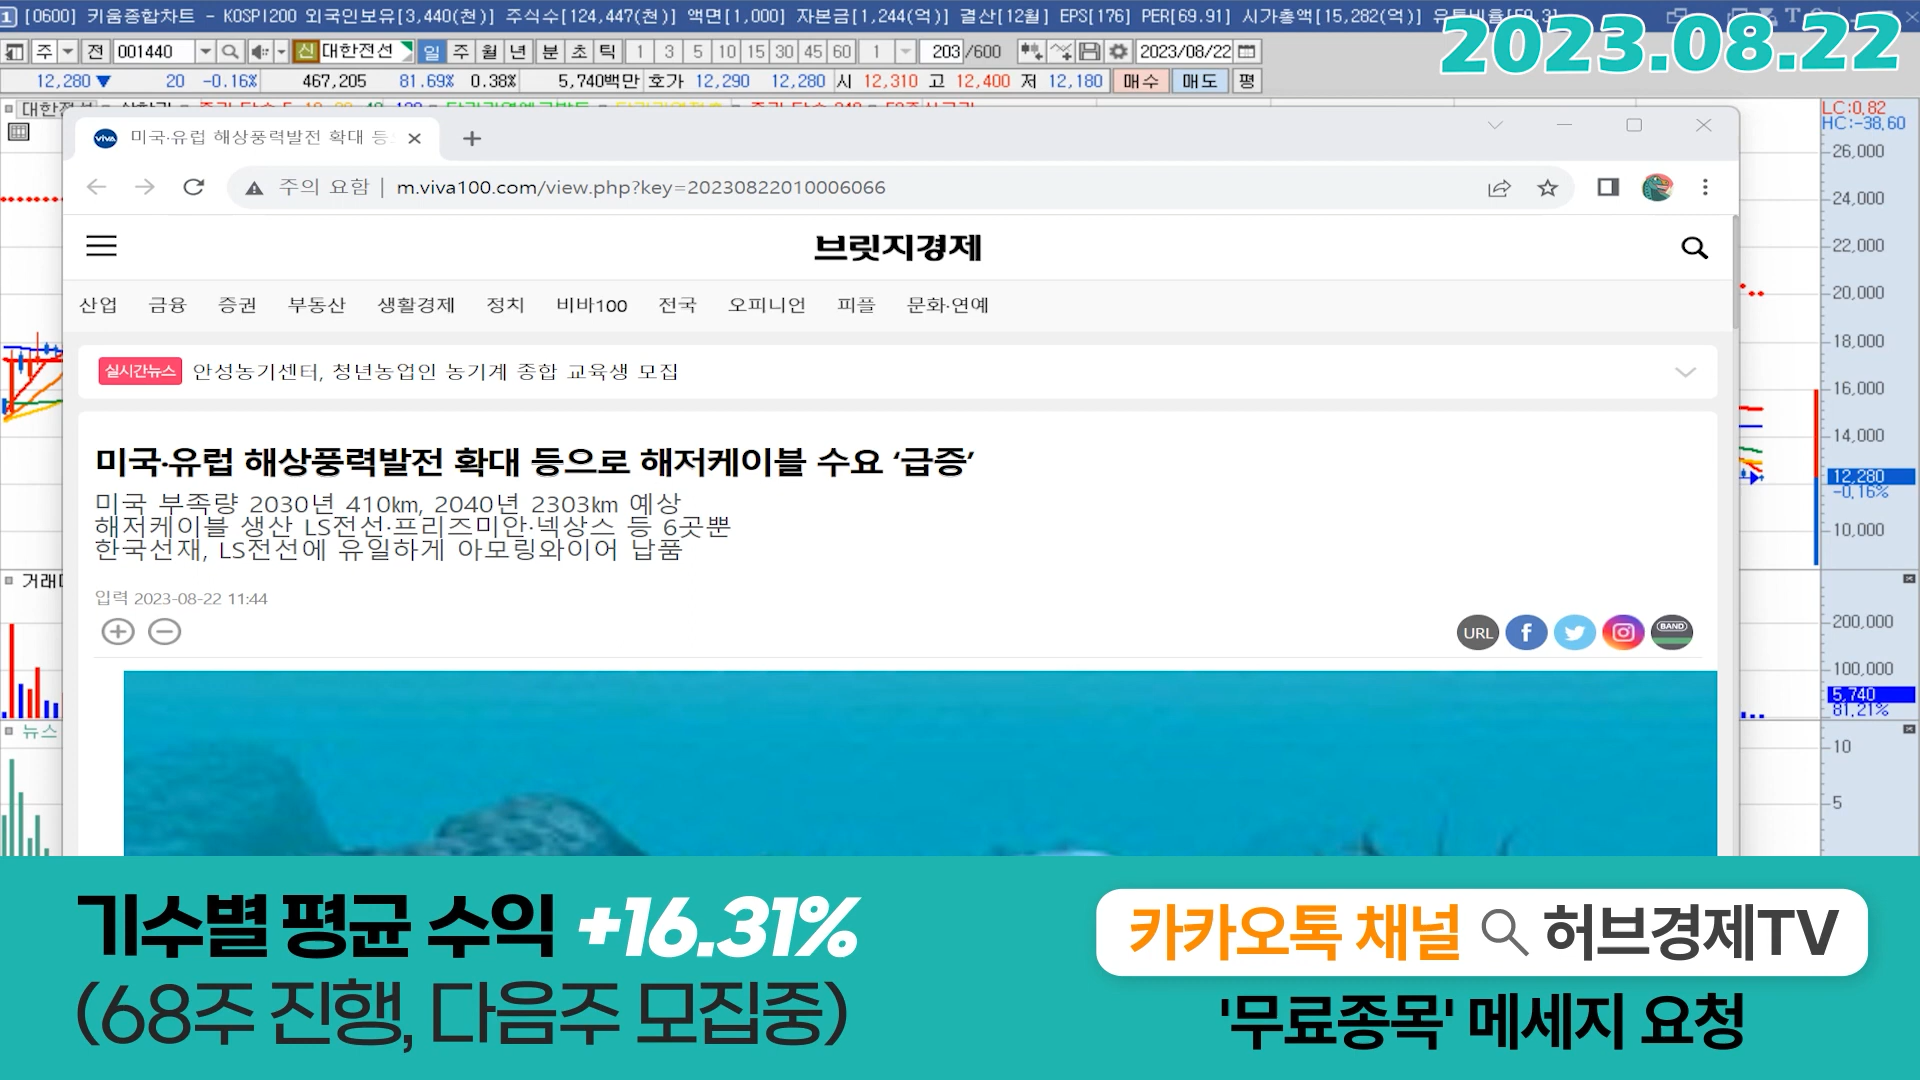 [0600] 키움종합차트 - KOSPI200 외국인보유[3,440(천)] 주식수[124,447(천)] 액면[1,000] 자본금[1,244(억)] 결산[12월] EPS[176] PER[69.91] 시가총액[15,282(억)]
2023.08.22
주 전 001440 신 대한전선 일 주 월 년 분 초 틱 1 3 5 10 15 30 45 60 1 203 /600 2023/08/22
12,280 ▼ 20 -0.16% 467,205 81.69% 0.38% 5,740백만 호가 12,290 12,280 시 12,310 고 12,400 저 12,180 매수 매도 평
LC:0.82
HC:-38.60
viva 미국·유럽 해상풍력발전 확대 등
26,000
주의 요함 | m.viva100.com/view.php?key=20230822010006066
24,000
브릿지경제
22,000
산업 금융 증권 부동산 생활경제 정치 비바100 전국 오피니언 피플 문화·연예
20,000
18,000
실시간뉴스 안성농기센터, 청년농업인 농기계 종합 교육생 모집
16,000
14,000
미국·유럽 해상풍력발전 확대 등으로 해저케이블 수요 ‘급증’
12,280
-0.16%
미국 부족량 2030년 410㎞, 2040년 2303㎞ 예상
해저케이블 생산 LS전선·프리즈미안·넥상스 등 6곳뿐
10,000
한국선재, LS전선에 유일하게 아모링와이어 납품
입력 2023-08-22 11:44
200,000
URL BAND
100,000
5,740
81.21%
뉴스
10
5
기수별 평균 수익 +16.31%
(68주 진행, 다음주 모집중)
카카오톡 채널 허브경제TV
'무료종목' 메세지 요청